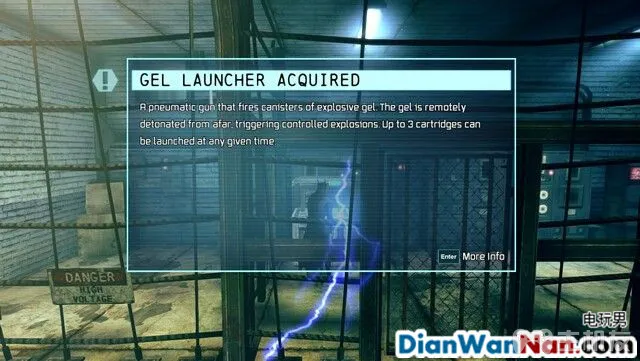 GEL LAUNCHER ACQUIRED
A pneumatic gun that fires canisters of explosive gel. The gel is remotely
detonated from afar, triggering controlled explosions. Up to 3 cartridges can
be launched at any given time.
Enter More Info
DANGER
HIGH
VOLTAGE
电玩男
DianWanNan.com